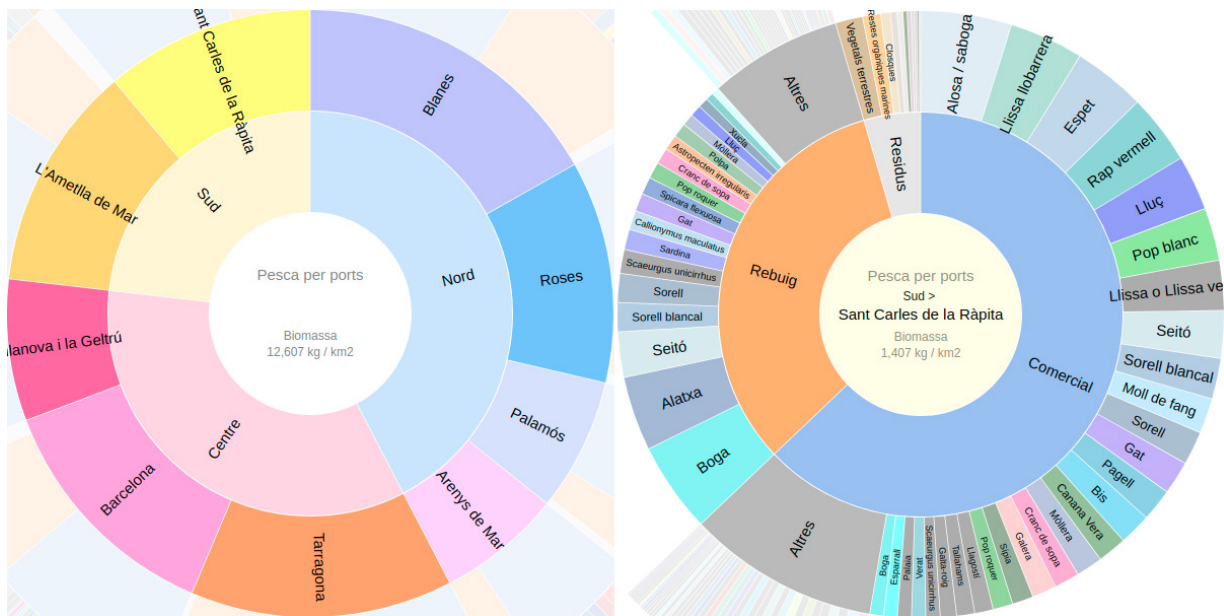 Blanes
Roses
Palamós
Arenys de Mar
Tarragona
Barcelona
ilanova i la Geltrú
L'Ametlla de Mar
ant Carles de la Ràpita
Nord
Centre
Sud
Pesca per ports
Biomassa
12,607 kg / km2
Pesca per ports
Sud >
Sant Carles de la Ràpita
Biomassa
1,407 kg / km2
Comercial
Rebuig
Residus
Alosa / saboga
Llissa llobarrera
Espet
Rap vermell
Lluç
Pop blanc
Llissa o Llissa ve
Seitó
Sorell blancal
Moll de fang
Sorell
Gat
Pagell
Bis
Canana Vera
Mòllera
Cranc de sopa
Galera
Sípia
Pop roquer
Llagostí
Tallahams
Galta-roig
Scaeurgus unicirrhus
Verat
Palaia
Esparrall
Boga
Altres
Boga
Alatxa
Seitó
Sorell blancal
Sorell
Scaeurgus unicirrhus
Sardina
Callionymus maculatus
Gat
Spicara flexuosa
Pop roquer
Cranc de sopa
Astropecten irregularis
Polpa
Mòllera
Lluç
Xucla
Altres
Vegetals terrestres
Restes orgàniques marines
Closques